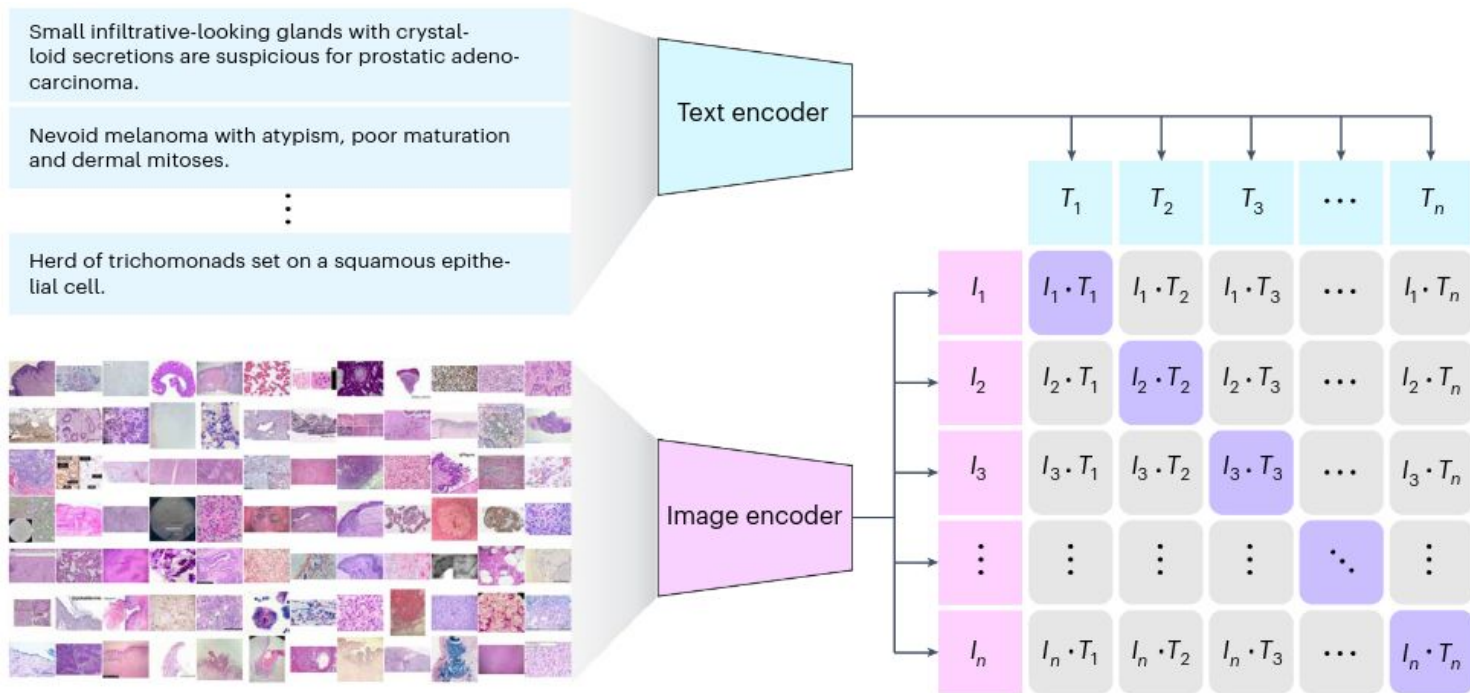 Small infiltrative-looking glands with crystal-
loid secretions are suspicious for prostatic adeno-
carcinoma.
Nevoid melanoma with atypism, poor maturation
and dermal mitoses.
⋮
Herd of trichomonads set on a squamous epithe-
lial cell.
Text encoder
Image encoder
T₁ T₂ T₃ ⋯ Tₙ
I₁ I₁·T₁ I₁·T₂ I₁·T₃ ⋯ I₁·Tₙ
I₂ I₂·T₁ I₂·T₂ I₂·T₃ ⋯ I₂·Tₙ
I₃ I₃·T₁ I₃·T₂ I₃·T₃ ⋯ I₃·Tₙ
⋮ ⋮ ⋮ ⋮ ⋱ ⋮
Iₙ Iₙ·T₁ Iₙ·T₂ Iₙ·T₃ ⋯ Iₙ·Tₙ